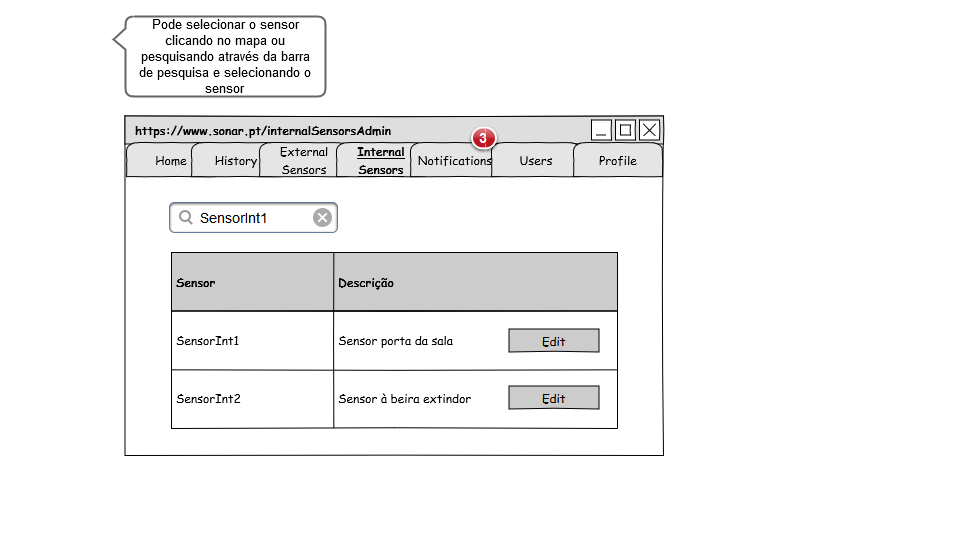 Pode selecionar o sensor
clicando no mapa ou
pesquisando através da barra
de pesquisa e selecionando o
sensor
https://www.sonar.pt/internalSensorsAdmin
3
Home
History
External
Sensors
Internal
Sensors
Notifications
Users
Profile
SensorInt1
Sensor
Descrição
SensorInt1
Sensor porta da sala
Edit
SensorInt2
Sensor à beira extindor
Edit